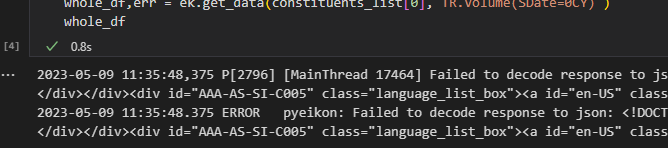 whole_df,err = ek.get_data(constituents_list[0], TR.Volume(SDate=0CY) )
whole_df
[4]
✓ 0.8s
... 2023-05-09 11:35:48,375 P[2796] [MainThread 17464] Failed to decode response to js
</div></div><div id="AAA-AS-SI-C005" class="language_list_box"><a id="en-US" class
2023-05-09 11:35:48.375 ERROR pyeikon: Failed to decode response to json: <!DOCT
</div></div><div id="AAA-AS-SI-C005" class="language_list_box"><a id="en-US" class